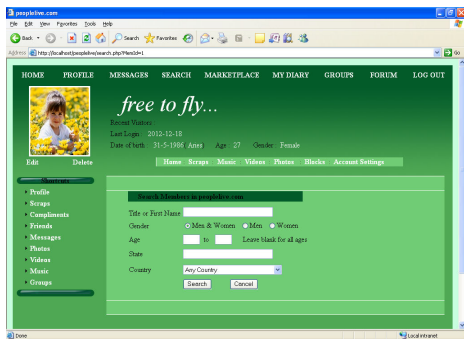 peoplelive.com
File Edit View Favorites Tools Help
Back Search Favorites
Address http://localhost/peoplelive/search.php?MenId=1 Go
HOME PROFILE MESSAGES SEARCH MARKETPLACE MY DIARY GROUPS FORUM LOG OUT
free to fly...
Recent Visitors
Last Login 2012-12-18
Date of birth 31-5-1986( Aries) Age 27 Gender Female
Edit Delete
Home Scraps Music Videos Photos Blocks Account Settings
Profile
Scraps
Compliments
Friends
Messages
Photos
Videos
Music
Groups
Search Members in peoplelive.com
Title or First Name
Gender Men & Women Men Women
Age to Leave blank for all ages
State
Country Any Country
Search Cancel
Done Local intranet